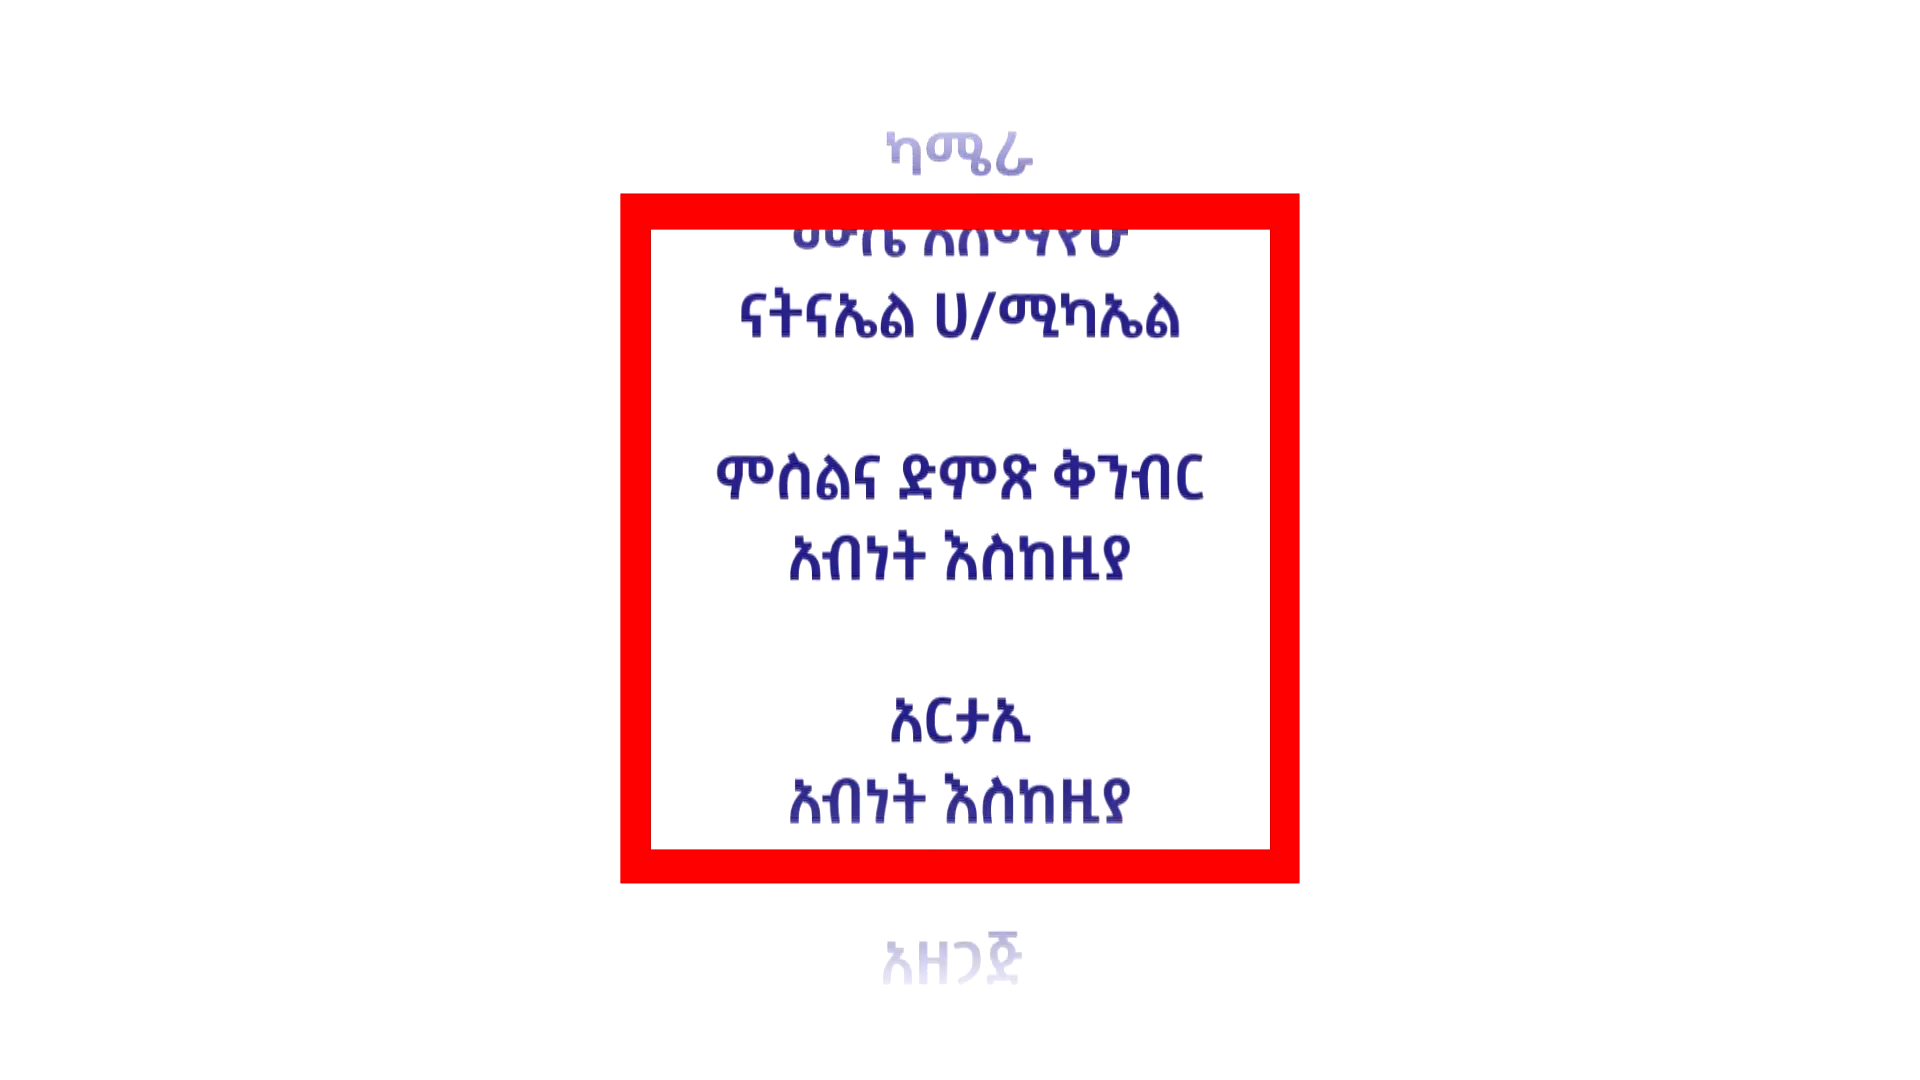 ካሜራ
ናትናኤል ሀ/ሚካኤል
ምስልና ድምጽ ቅንብር
አብነት እስከዚያ
አርታኢ
አብነት እስከዚያ
አዘጋጅ